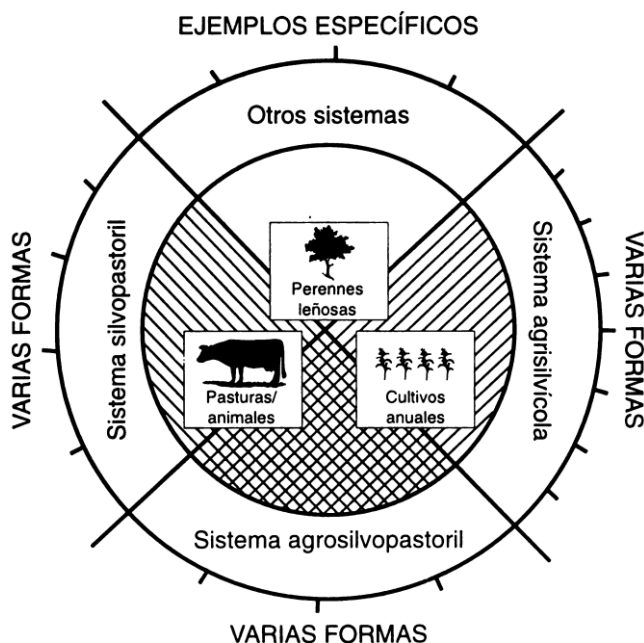 EJEMPLOS ESPECÍFICOS
Otros sistemas
VARIAS FORMAS
Sistema silvopastoril
Perennes
leñosas
Pasturas/
animales
Cultivos
anuales
Sistema agrisilvícola
VARIAS FORMAS
Sistema agrosilvopastoril
VARIAS FORMAS